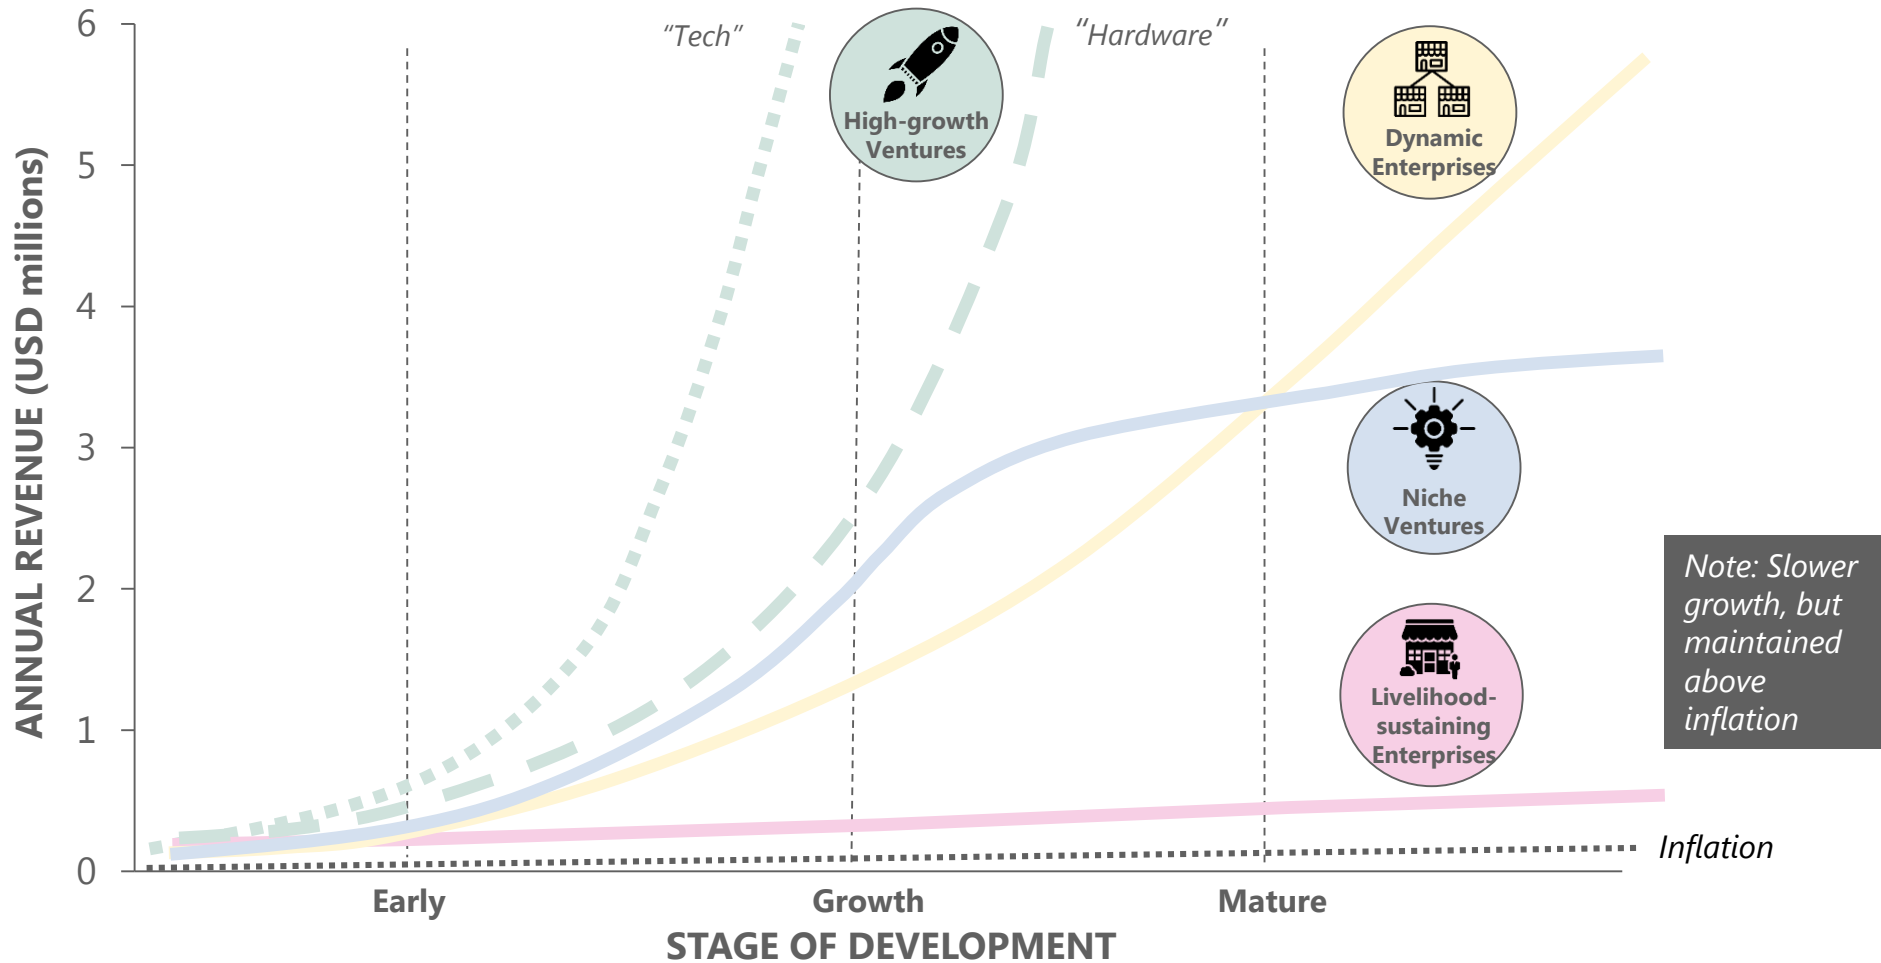 ANNUAL REVENUE (USD millions)
6
5
4
3
2
1
0
"Tech"
High-growth
Ventures
"Hardware"
Dynamic
Enterprises
Niche
Ventures
Livelihood-
sustaining
Enterprises
Note: Slower
growth, but
maintained
above
inflation
Inflation
Early
Growth
Mature
STAGE OF DEVELOPMENT